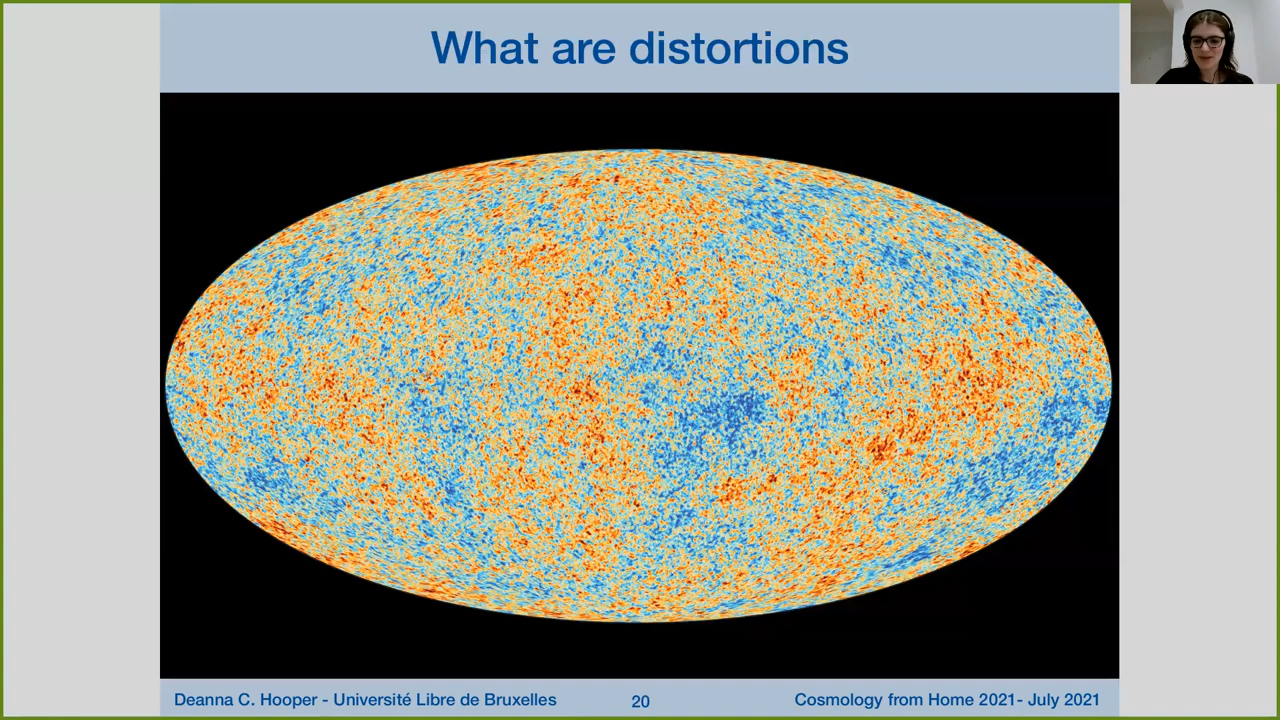 What are distortions
Deanna C. Hooper - Université Libre de Bruxelles
20
Cosmology from Home 2021- July 2021